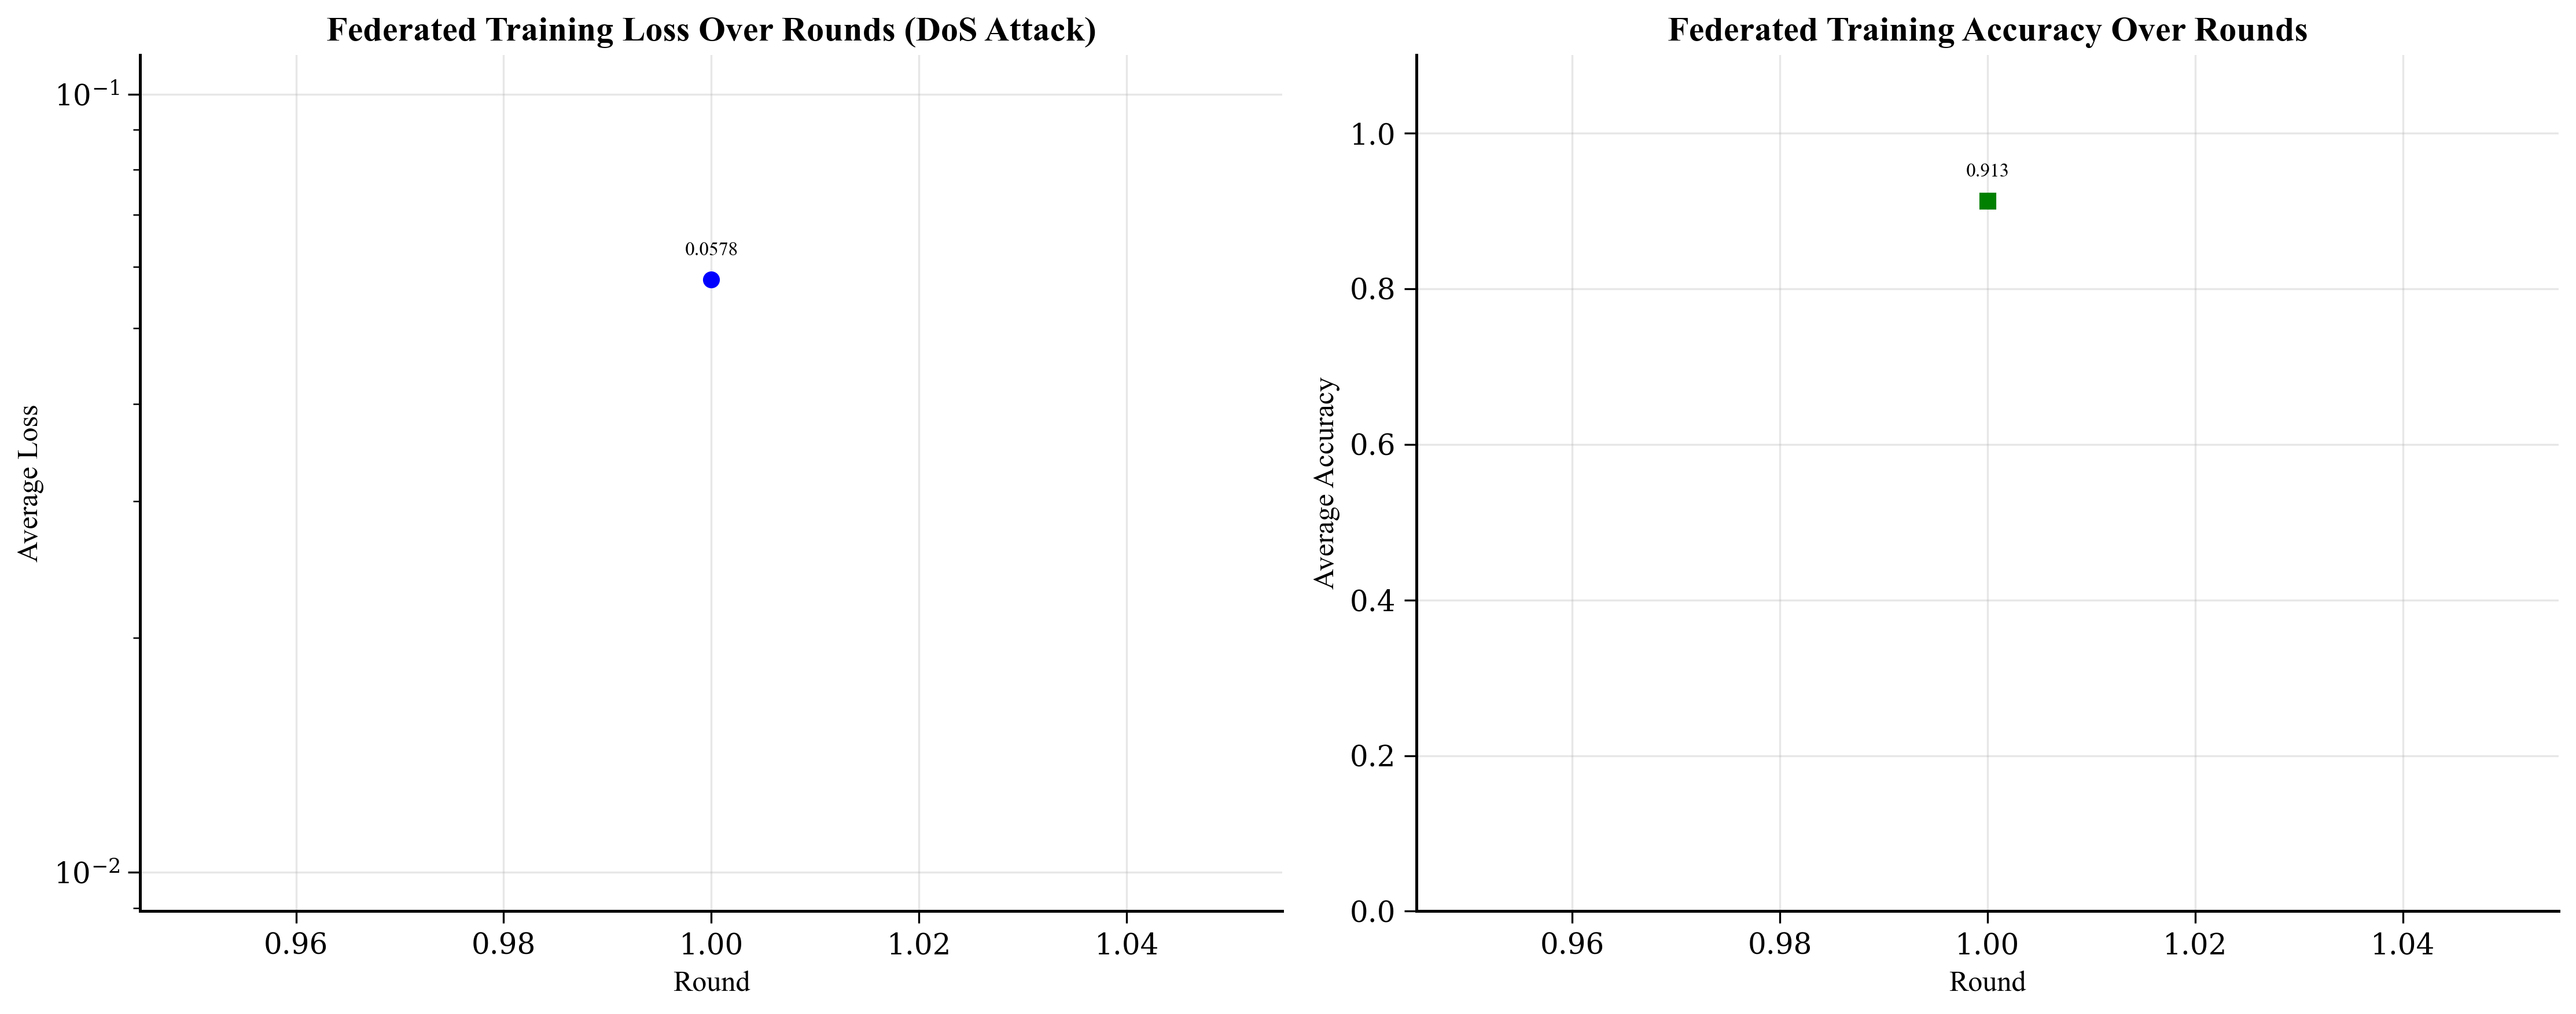 Federated Training Loss Over Rounds (DoS Attack)
10⁻¹
0.0578
Average Loss
10⁻²
0.96 0.98 1.00 1.02 1.04
Round
Federated Training Accuracy Over Rounds
1.0
0.913
0.8
0.6
Average Accuracy
0.4
0.2
0.0
0.96 0.98 1.00 1.02 1.04
Round